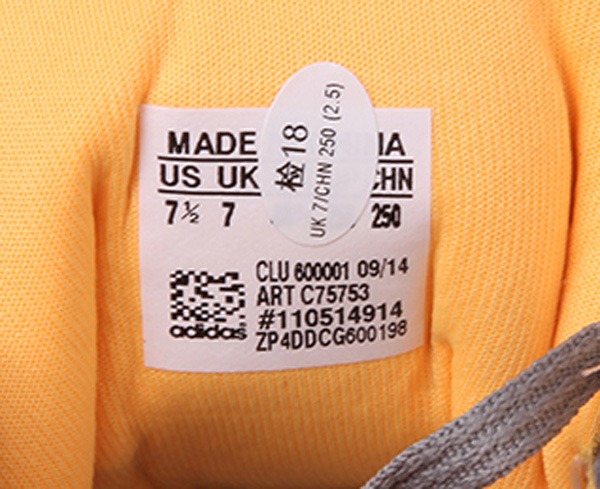 MADE IA
US UK CHN
7½ 7 250
检18
UK 7/CHN 250 (2.5)
CLU 600001 09/14
ART C75753
#110514914
adidas ZP4DDCG600198